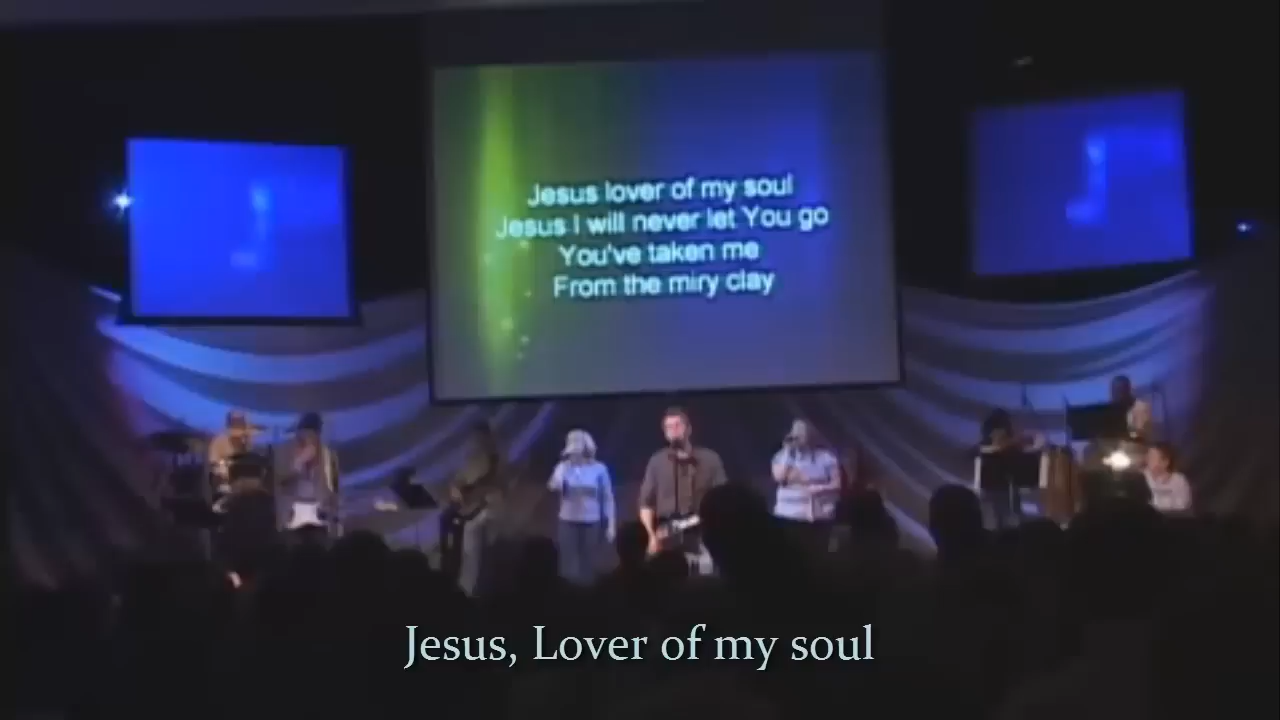 Jesus lover of my soul
Jesus I will never let You go
You've taken me
From the miry clay
Jesus, Lover of my soul